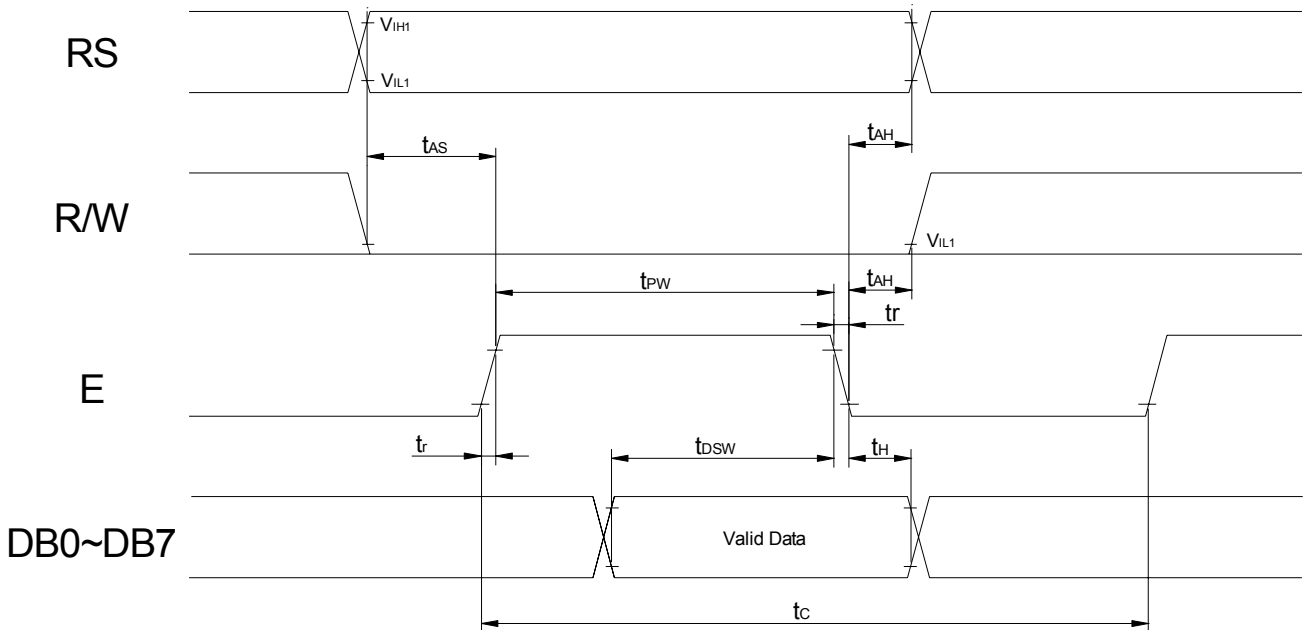 RS
VIH1
VIL1
tAS
tAH
R/W
VIL1
tPW
tAH
tr
E
tr
tDSW
tH
DB0~DB7
Valid Data
tC